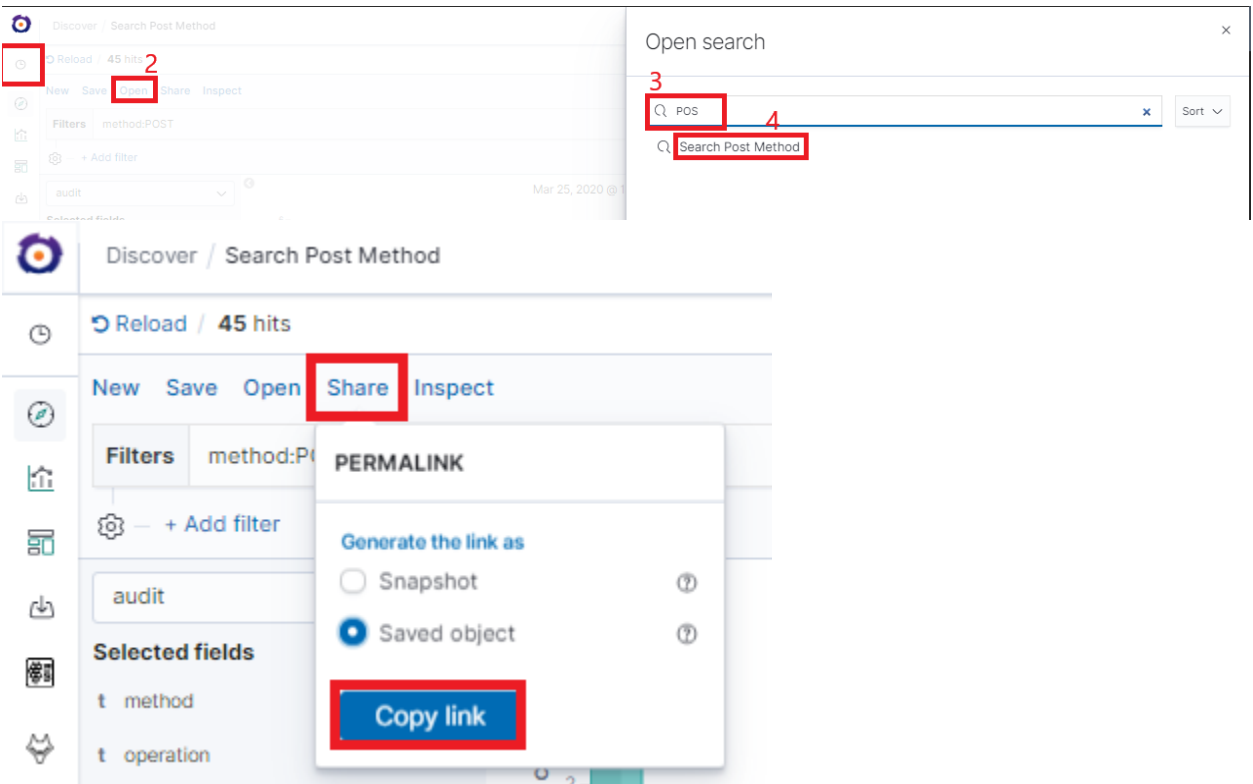 Discover / Search Post Method
Reload / 45 hits
2
New Save Open Share Inspect
Filters method:POST
+ Add filter
audit
Mar 25, 2020 @ 1
Selected fields
Open search
×
3
POS
×
Sort
4
Search Post Method
Discover / Search Post Method
Reload / 45 hits
New Save Open Share Inspect
Filters method:P
PERMALINK
+ Add filter
Generate the link as
Snapshot
audit
Saved object
Selected fields
t method
Copy link
t operation
2